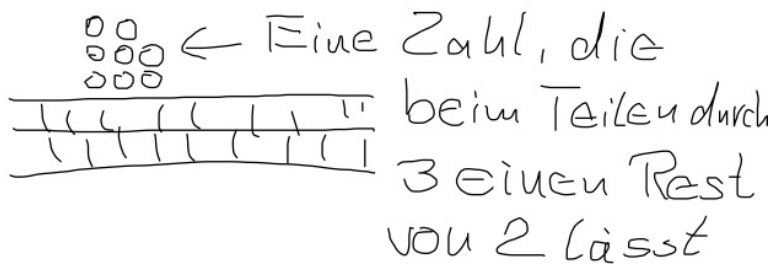 ← Eine Zahl, die
beim Teilen durch
3 einen Rest
von 2 lässt